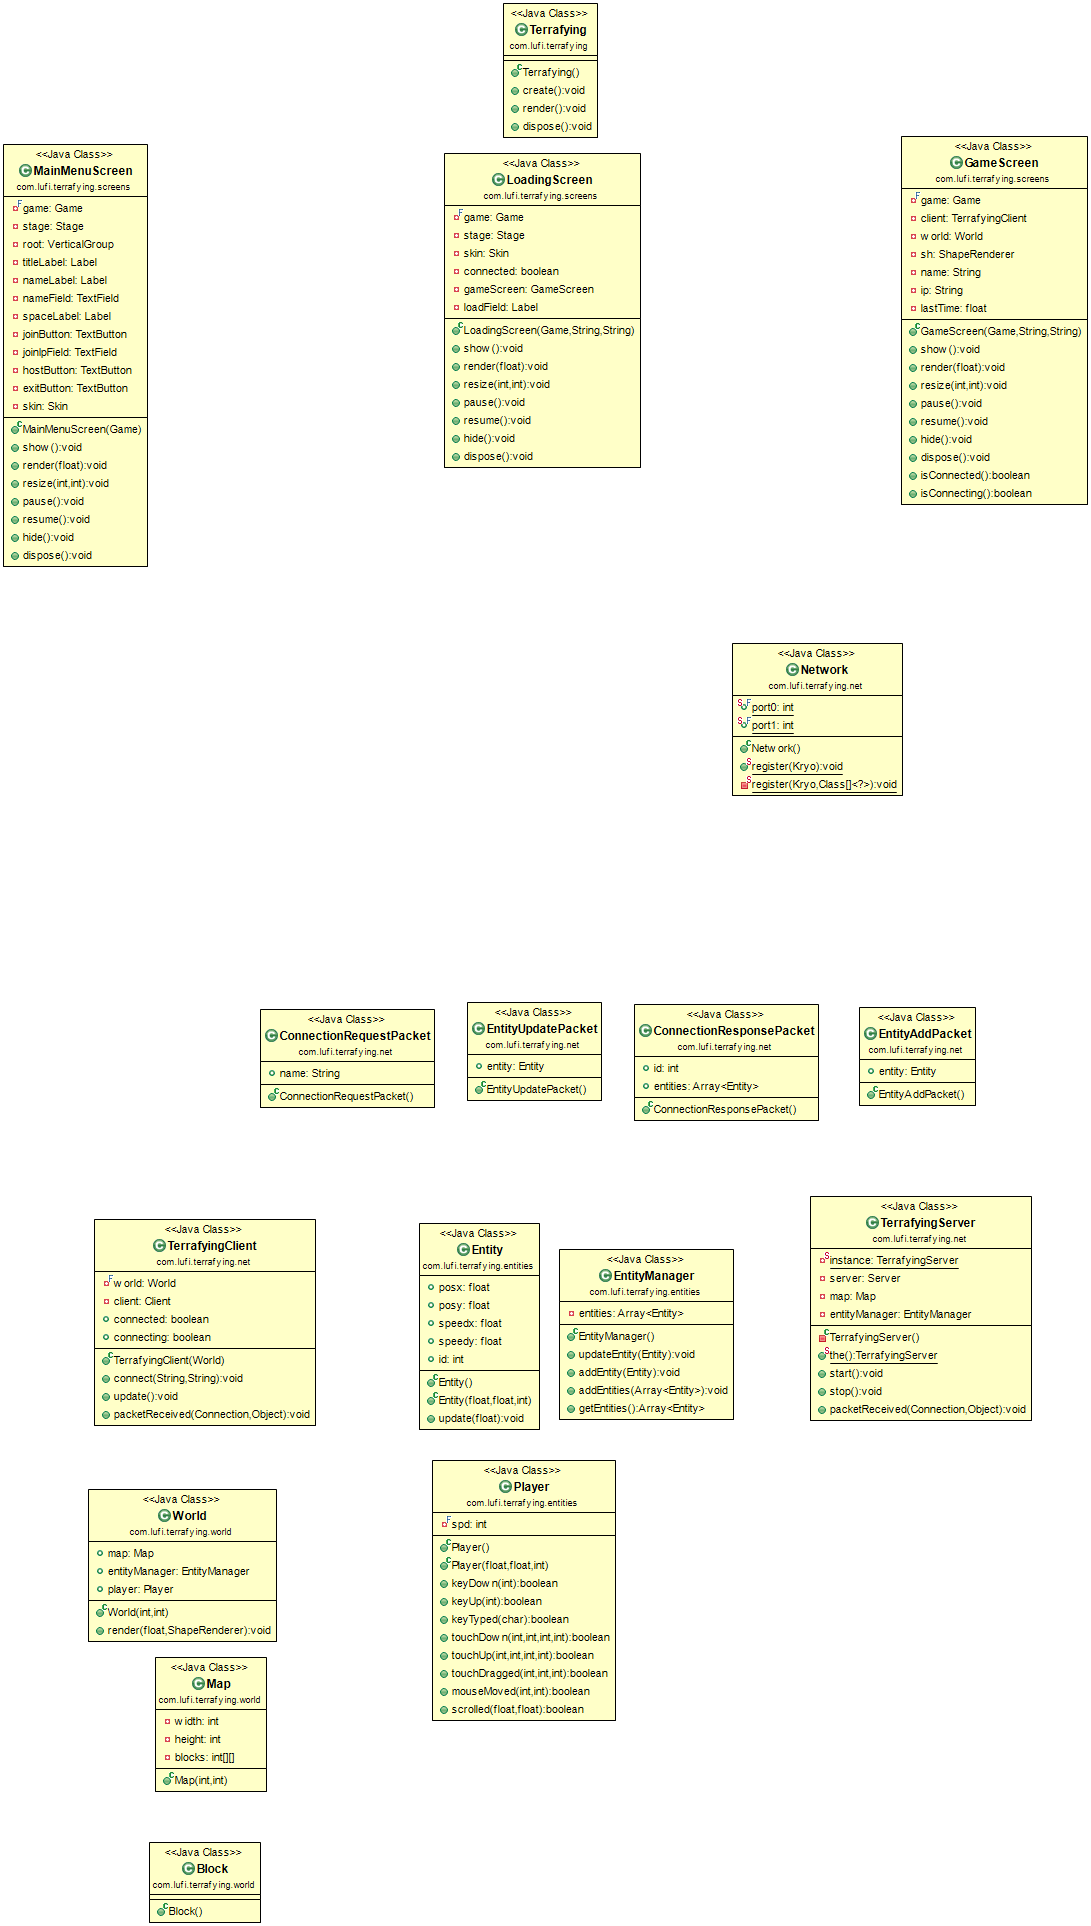 <<Java Class>>
Terrafying
com.lufi.terrafying
Terrafying()
create():void
render():void
dispose():void
<<Java Class>>
MainMenuScreen
com.lufi.terrafying.screens
game: Game
stage: Stage
root: VerticalGroup
titleLabel: Label
nameLabel: Label
nameField: TextField
spaceLabel: Label
joinButton: TextButton
joinIpField: TextField
hostButton: TextButton
exitButton: TextButton
skin: Skin
MainMenuScreen(Game)
show():void
render(float):void
resize(int,int):void
pause():void
resume():void
hide():void
dispose():void
<<Java Class>>
LoadingScreen
com.lufi.terrafying.screens
game: Game
stage: Stage
skin: Skin
connected: boolean
gameScreen: GameScreen
loadField: Label
LoadingScreen(Game,String,String)
show():void
render(float):void
resize(int,int):void
pause():void
resume():void
hide():void
dispose():void
<<Java Class>>
GameScreen
com.lufi.terrafying.screens
game: Game
client: TerrafyingClient
world: World
sh: ShapeRenderer
name: String
ip: String
lastTime: float
GameScreen(Game,String,String)
show():void
render(float):void
resize(int,int):void
pause():void
resume():void
hide():void
dispose():void
isConnected():boolean
isConnecting():boolean
<<Java Class>>
Network
com.lufi.terrafying.net
port0: int
port1: int
Network()
register(Kryo):void
register(Kryo,Class[]<?>):void
<<Java Class>>
ConnectionRequestPacket
com.lufi.terrafying.net
name: String
ConnectionRequestPacket()
<<Java Class>>
EntityUpdatePacket
com.lufi.terrafying.net
entity: Entity
EntityUpdatePacket()
<<Java Class>>
ConnectionResponsePacket
com.lufi.terrafying.net
id: int
entities: Array<Entity>
ConnectionResponsePacket()
<<Java Class>>
EntityAddPacket
com.lufi.terrafying.net
entity: Entity
EntityAddPacket()
<<Java Class>>
TerrafyingClient
com.lufi.terrafying.net
world: World
client: Client
connected: boolean
connecting: boolean
TerrafyingClient(World)
connect(String,String):void
update():void
packetReceived(Connection,Object):void
<<Java Class>>
Entity
com.lufi.terrafying.entities
posx: float
posy: float
speedx: float
speedy: float
id: int
Entity()
Entity(float,float,int)
update(float):void
<<Java Class>>
EntityManager
com.lufi.terrafying.entities
entities: Array<Entity>
EntityManager()
updateEntity(Entity):void
addEntity(Entity):void
addEntities(Array<Entity>):void
getEntities():Array<Entity>
<<Java Class>>
TerrafyingServer
com.lufi.terrafying.net
instance: TerrafyingServer
server: Server
map: Map
entityManager: EntityManager
TerrafyingServer()
the():TerrafyingServer
start():void
stop():void
packetReceived(Connection,Object):void
<<Java Class>>
World
com.lufi.terrafying.world
map: Map
entityManager: EntityManager
player: Player
World(int,int)
render(float,ShapeRenderer):void
<<Java Class>>
Player
com.lufi.terrafying.entities
spd: int
Player()
Player(float,float,int)
keyDown(int):boolean
keyUp(int):boolean
keyTyped(char):boolean
touchDown(int,int,int,int):boolean
touchUp(int,int,int,int):boolean
touchDragged(int,int,int):boolean
mouseMoved(int,int):boolean
scrolled(float,float):boolean
<<Java Class>>
Map
com.lufi.terrafying.world
width: int
height: int
blocks: int[][]
Map(int,int)
<<Java Class>>
Block
com.lufi.terrafying.world
Block()